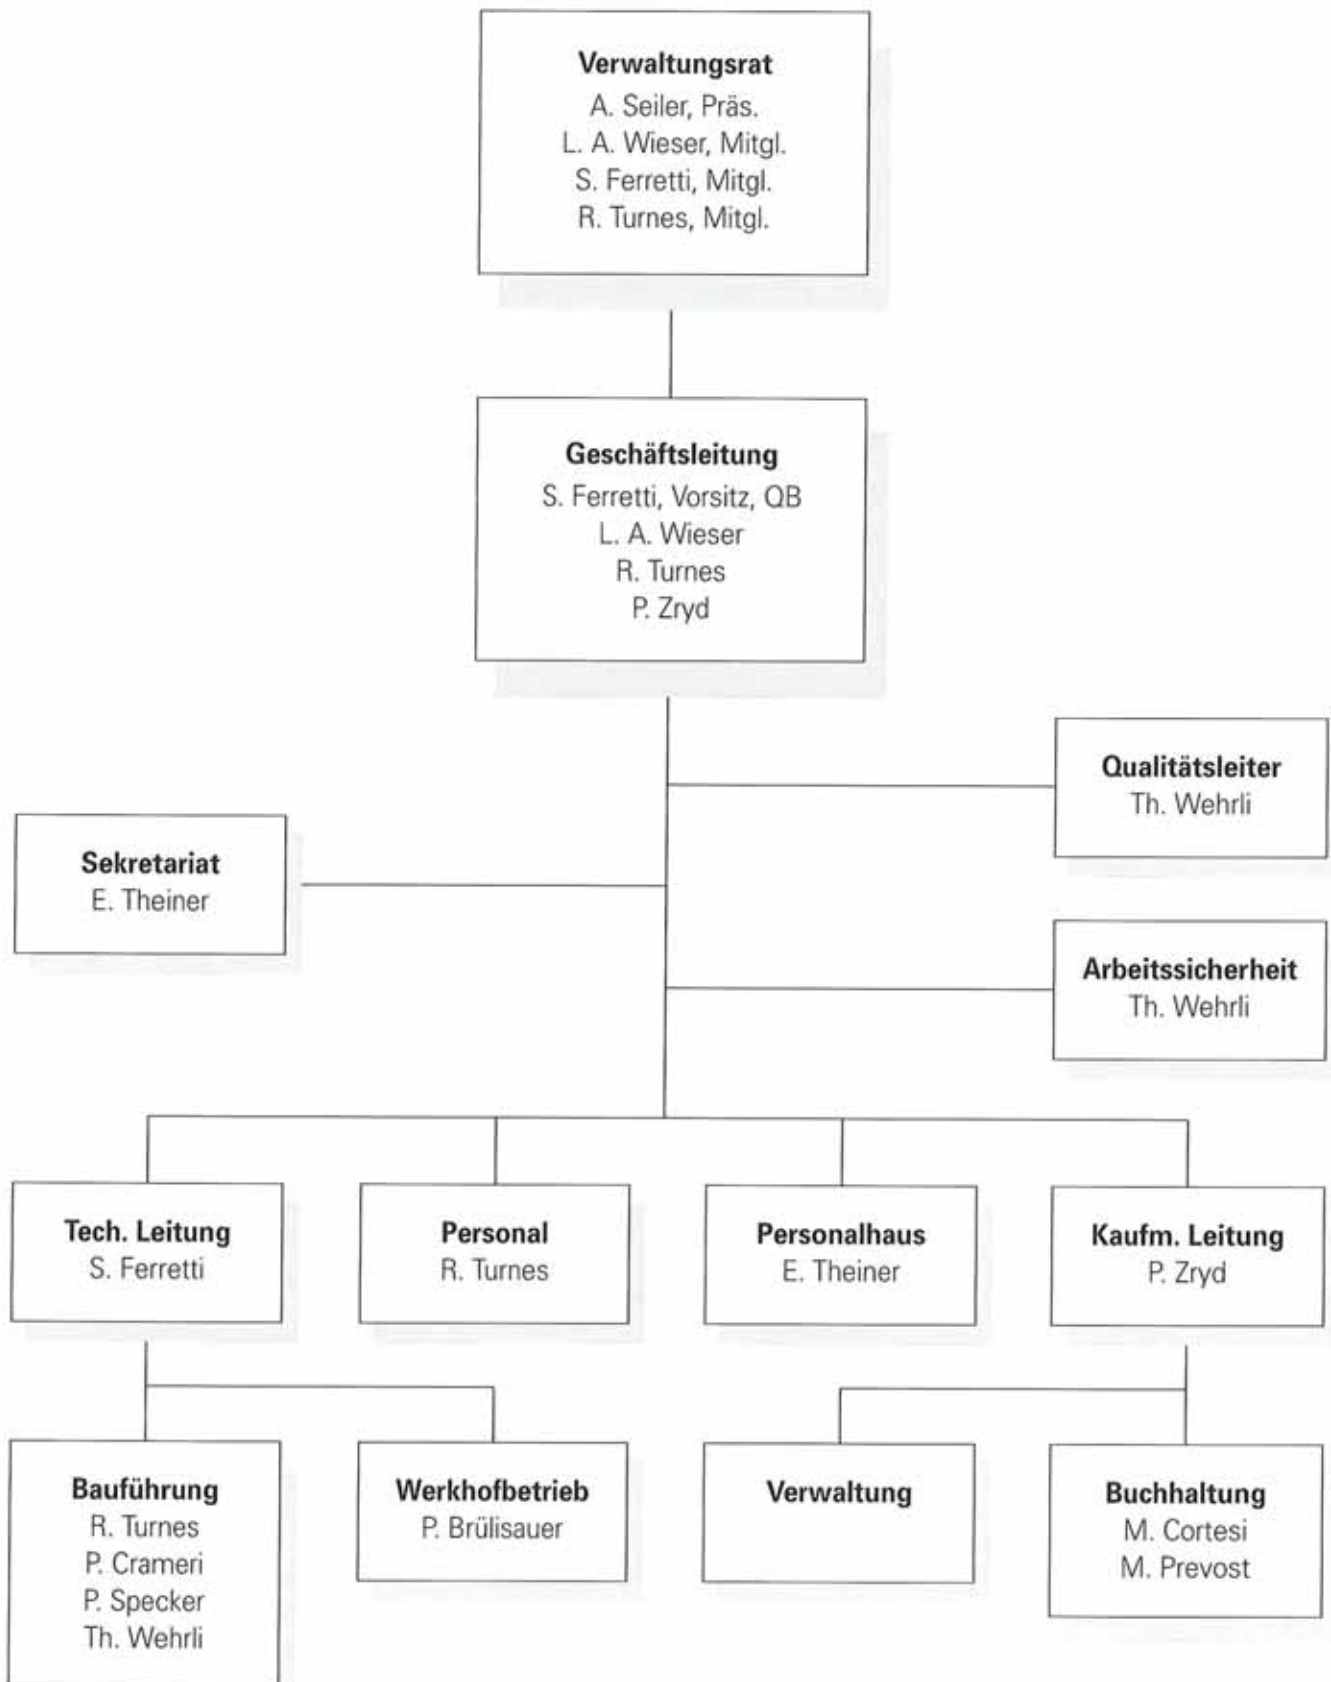 Verwaltungsrat
A. Seiler, Präs.
L. A. Wieser, Mitgl.
S. Ferretti, Mitgl.
R. Turnes, Mitgl.
Geschäftsleitung
S. Ferretti, Vorsitz, QB
L. A. Wieser
R. Turnes
P. Zryd
Qualitätsleiter
Th. Wehrli
Sekretariat
E. Theiner
Arbeitssicherheit
Th. Wehrli
Tech. Leitung
S. Ferretti
Personal
R. Turnes
Personalhaus
E. Theiner
Kaufm. Leitung
P. Zryd
Bauführung
R. Turnes
P. Crameri
P. Specker
Th. Wehrli
Werkhofbetrieb
P. Brülisauer
Verwaltung
Buchhaltung
M. Cortesi
M. Prevost